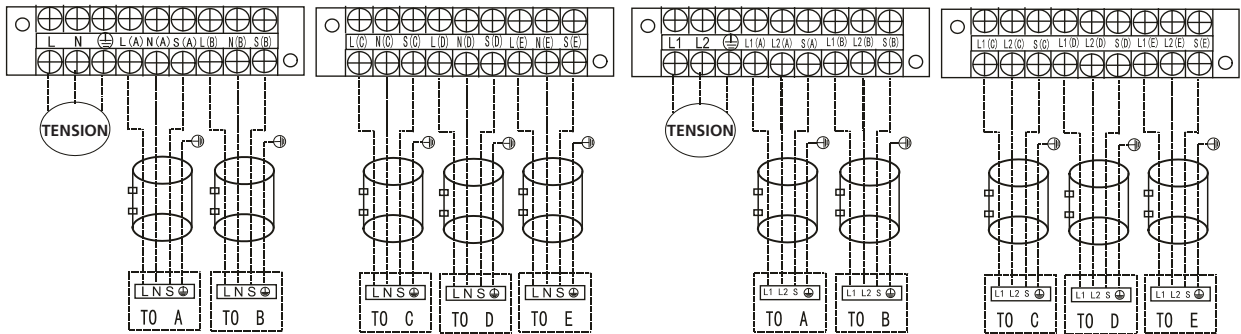 L N ⏚ L(A) N(A) S(A) L(B) N(B) S(B)
TENSION
L N S ⏚
TO A
L N S ⏚
TO B
L(C) N(C) S(C) L(D) N(D) S(D) L(E) N(E) S(E)
L N S ⏚
TO C
L N S ⏚
TO D
L N S ⏚
TO E
L1 L2 ⏚ L1(A) L2(A) S(A) L1(B) L2(B) S(B)
TENSION
L1 L2 S ⏚
TO A
L1 L2 S ⏚
TO B
L1(C) L2(C) S(C) L1(D) L2(D) S(D) L1(E) L2(E) S(E)
L1 L2 S ⏚
TO C
L1 L2 S ⏚
TO D
L1 L2 S ⏚
TO E